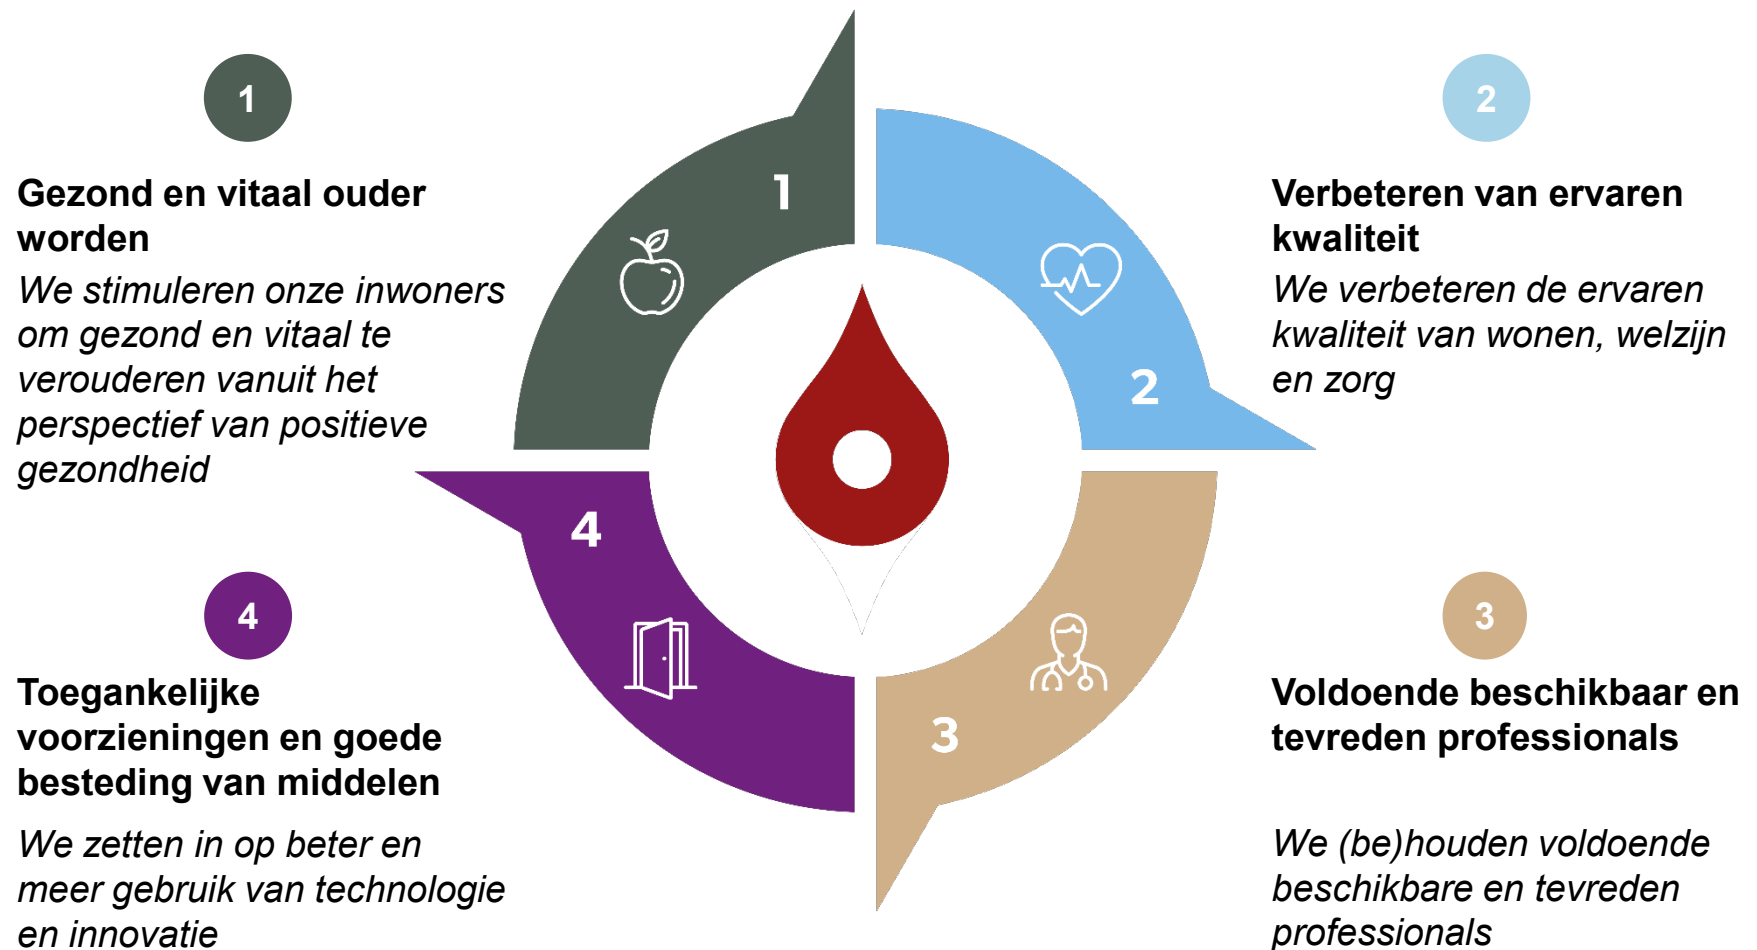 1
Gezond en vitaal ouder
worden
We stimuleren onze inwoners
om gezond en vitaal te
verouderen vanuit het
perspectief van positieve
gezondheid
1
2
2
Verbeteren van ervaren
kwaliteit
We verbeteren de ervaren
kwaliteit van wonen, welzijn
en zorg
4
4
Toegankelijke
voorzieningen en goede
besteding van middelen
We zetten in op beter en
meer gebruik van technologie
en innovatie
3
3
Voldoende beschikbaar en
tevreden professionals
We (be)houden voldoende
beschikbare en tevreden
professionals